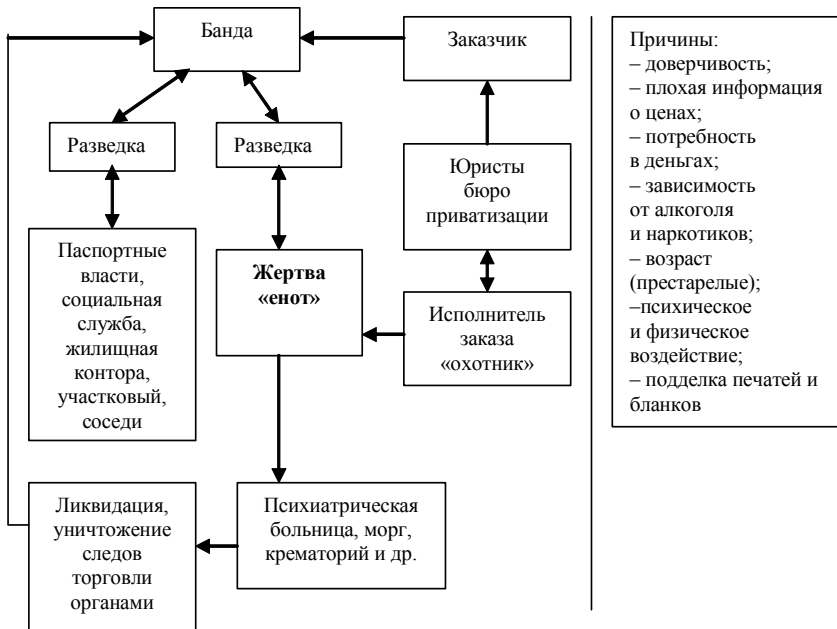 Банда
Заказчик
Разведка
Разведка
Юристы
бюро
приватизации
Паспортные
власти,
социальная
служба,
жилищная
контора,
участковый,
соседи
Жертва
«енот»
Исполнитель
заказа
«охотник»
Ликвидация,
уничтожение
следов
торговли
органами
Психиатрическая
больница, морг,
крематорий и др.
Причины:
– доверчивость;
– плохая информация
о ценах;
– потребность
в деньгах;
– зависимость
от алкоголя
и наркотиков;
– возраст
(престарелые);
–психическое
и физическое
воздействие;
– подделка печатей и
бланков